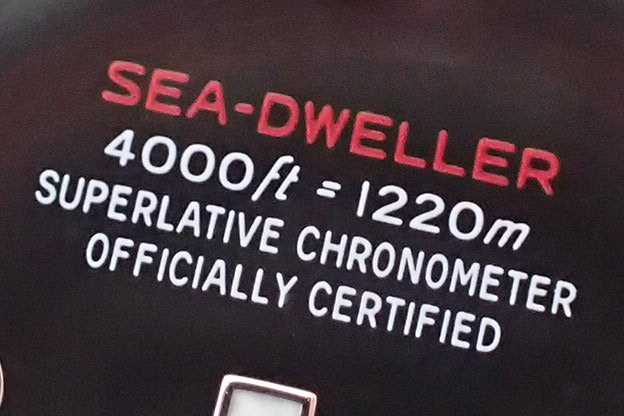 SEA-DWELLER
4000ft = 1220m
SUPERLATIVE CHRONOMETER
OFFICIALLY CERTIFIED